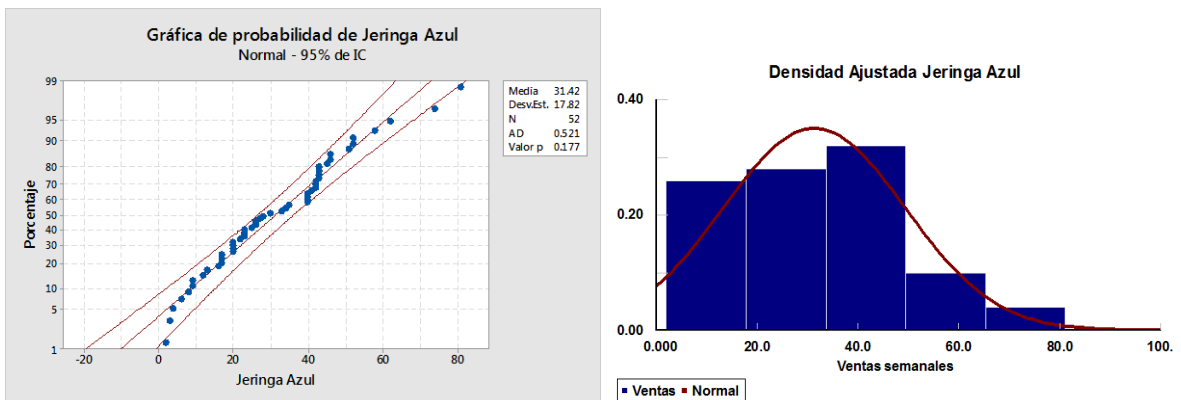 Gráfica de probabilidad de Jeringa Azul
Normal - 95% de IC
99
95
90
80
70
60
50
40
30
20
10
5
1
Porcentaje
-20 0 20 40 60 80
Jeringa Azul
Media 31.42
Desv.Est. 17.82
N 52
AD 0.521
Valor p 0.177
Densidad Ajustada Jeringa Azul
0.40
0.20
0.00
0.000 20.0 40.0 60.0 80.0 100.
Ventas semanales
Ventas Normal